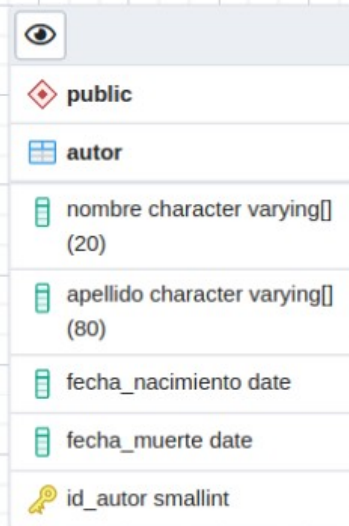 public
autor
nombre character varying[]
(20)
apellido character varying[]
(80)
fecha_nacimiento date
fecha_muerte date
id_autor smallint